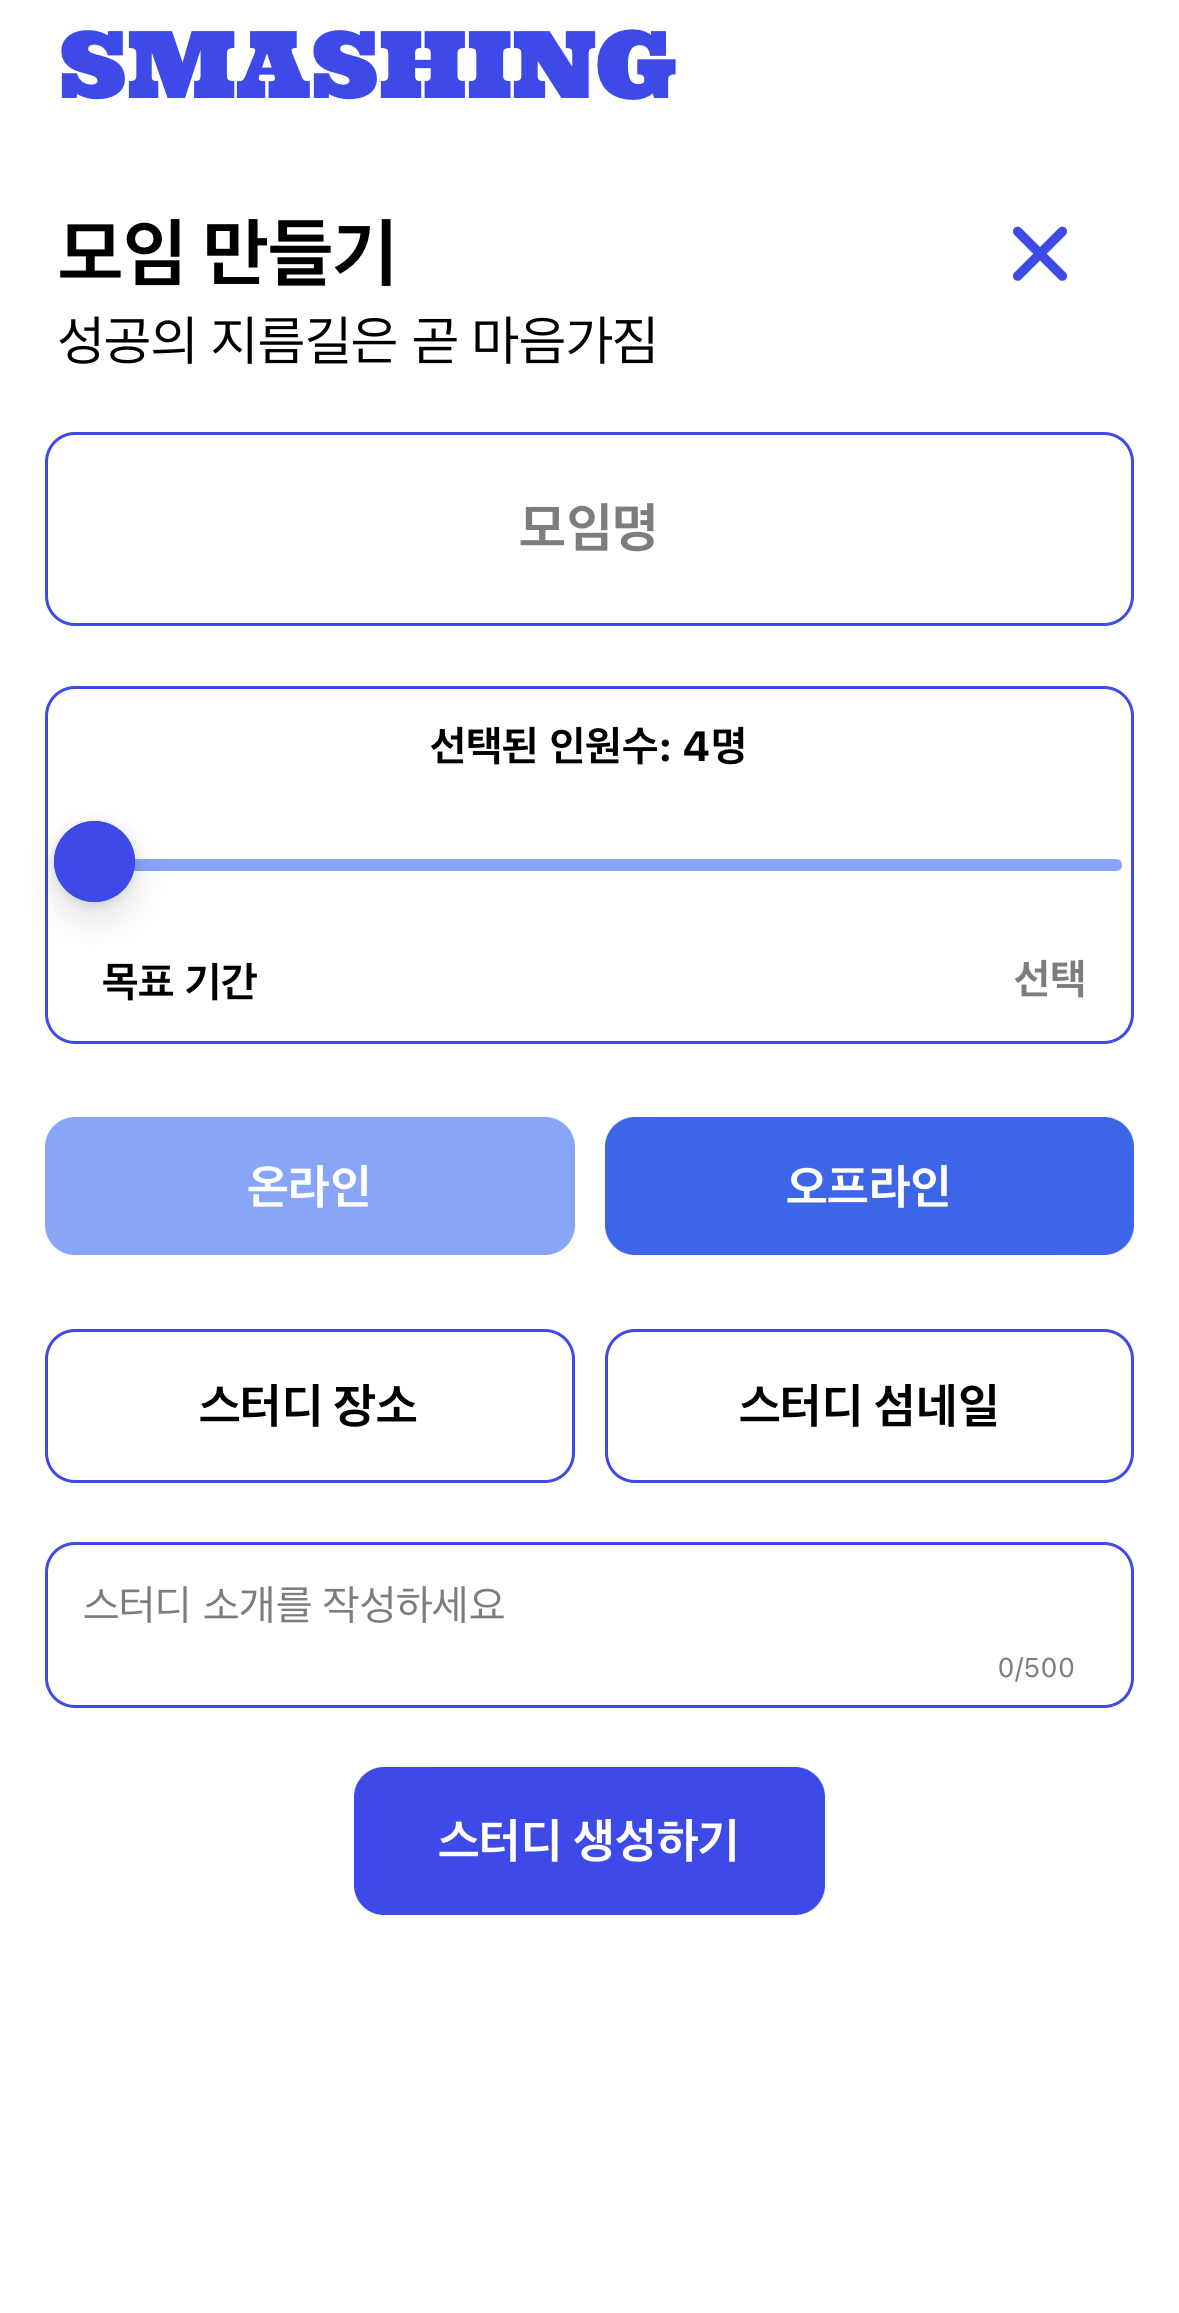 SMASHING
모임 만들기
성공의 지름길은 곧 마음가짐
모임명
선택된 인원수: 4명
목표 기간 선택
온라인 오프라인
스터디 장소 스터디 섬네일
스터디 소개를 작성하세요
0/500
스터디 생성하기